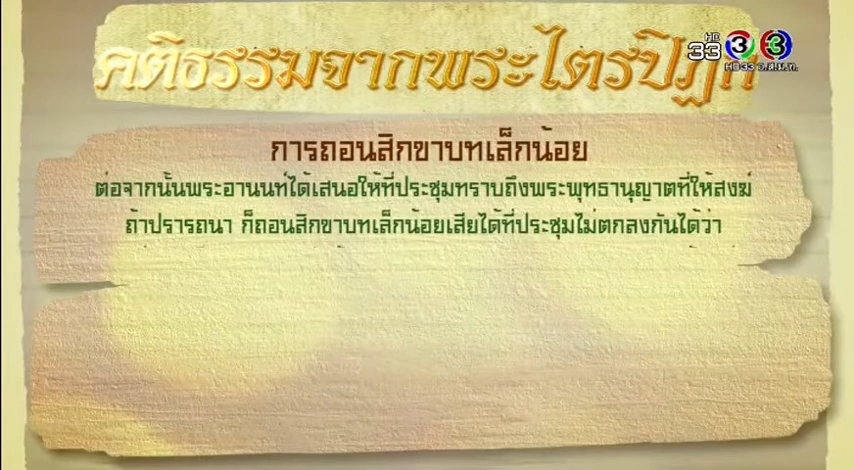 คติธรรมจากพระไตรปิฎก
HD
33 3 3
HD 33 อ.ส.ม.ท.
การถอนสิกขาบทเล็กน้อย
ต่อจากนั้นพระอานนท์ได้เสนอให้ที่ประชุมทราบถึงพระพุทธานุญาตที่ให้สงฆ์
ถ้าปรารถนา ก็ถอนสิกขาบทเล็กน้อยเสียได้ที่ประชุมไม่ตกลงกันได้ว่า